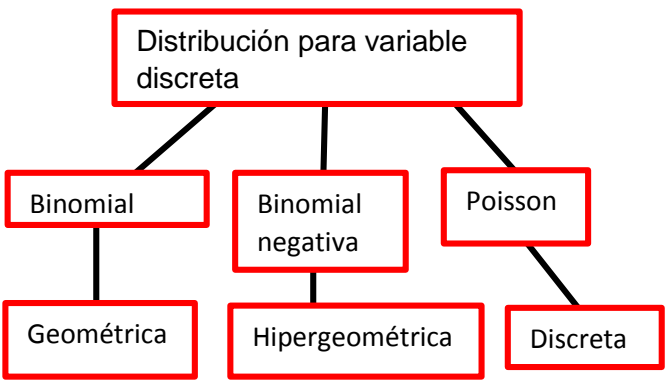 Distribución para variable
discreta
Binomial
Binomial
negativa
Poisson
Geométrica
Hipergeométrica
Discreta